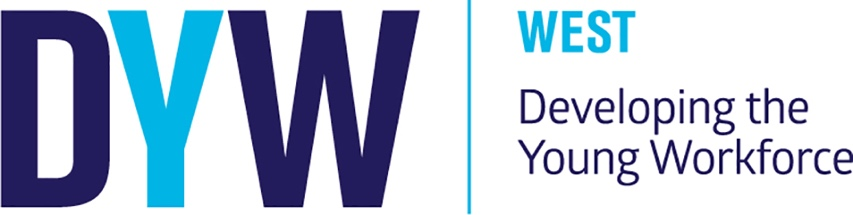 DYW
WEST
Developing the
Young Workforce